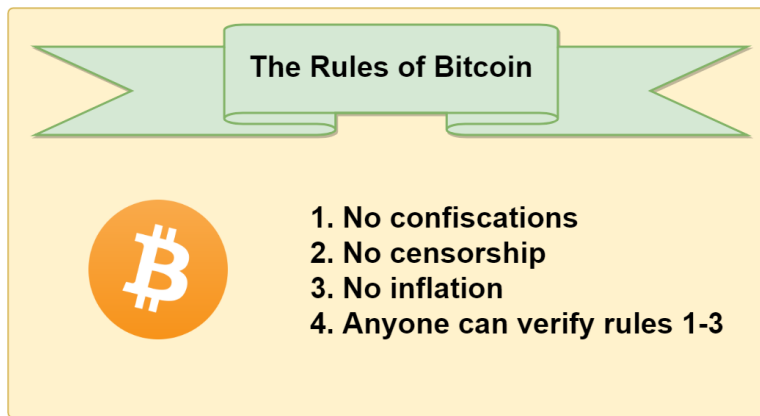 The Rules of Bitcoin
1. No confiscations
2. No censorship
3. No inflation
4. Anyone can verify rules 1-3